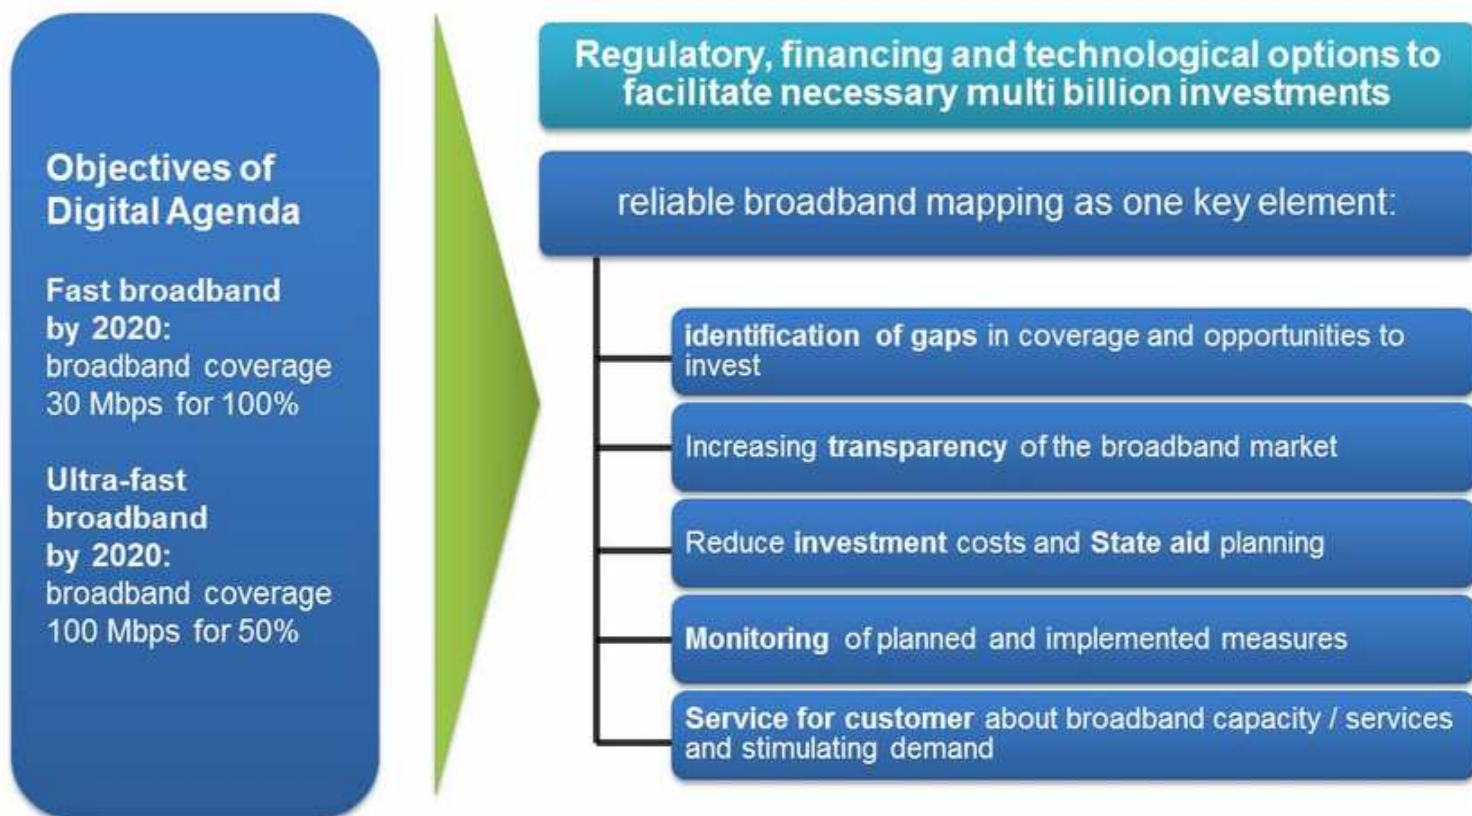 Objectives of
Digital Agenda
Fast broadband
by 2020:
broadband coverage
30 Mbps for 100%
Ultra-fast
broadband
by 2020:
broadband coverage
100 Mbps for 50%
Regulatory, financing and technological options to
facilitate necessary multi billion investments
reliable broadband mapping as one key element:
identification of gaps in coverage and opportunities to
invest
Increasing transparency of the broadband market
Reduce investment costs and State aid planning
Monitoring of planned and implemented measures
Service for customer about broadband capacity / services
and stimulating demand